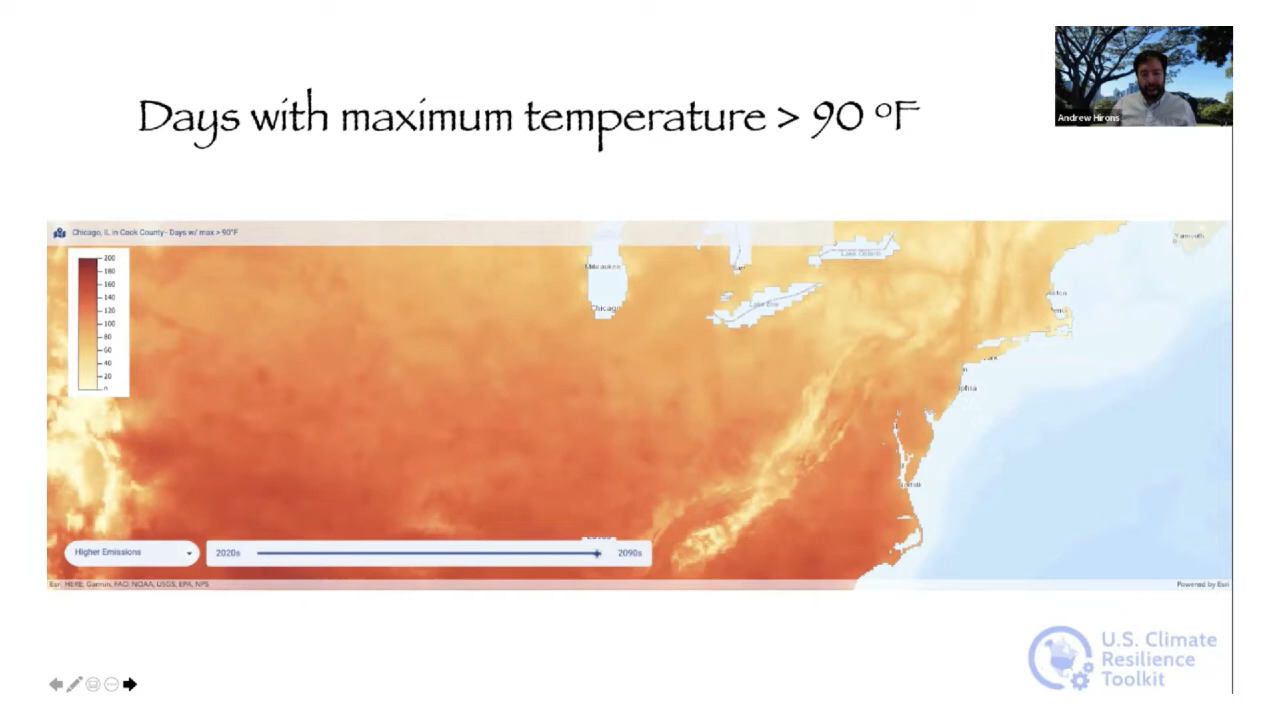 Days with maximum temperature > 90 ºF
Andrew Hirons
Chicago, IL in Cook County - Days w/ max > 90°F
200
180
160
140
120
100
80
60
40
20
Milwaukee
Chicago
Lake Ontario
Lake Erie
Yarmouth
Higher Emissions
2020s
2090s
Esri, HERE, Garmin, FAO, NOAA, USGS, EPA, NPS
Powered by Esri
U.S. Climate
Resilience
Toolkit